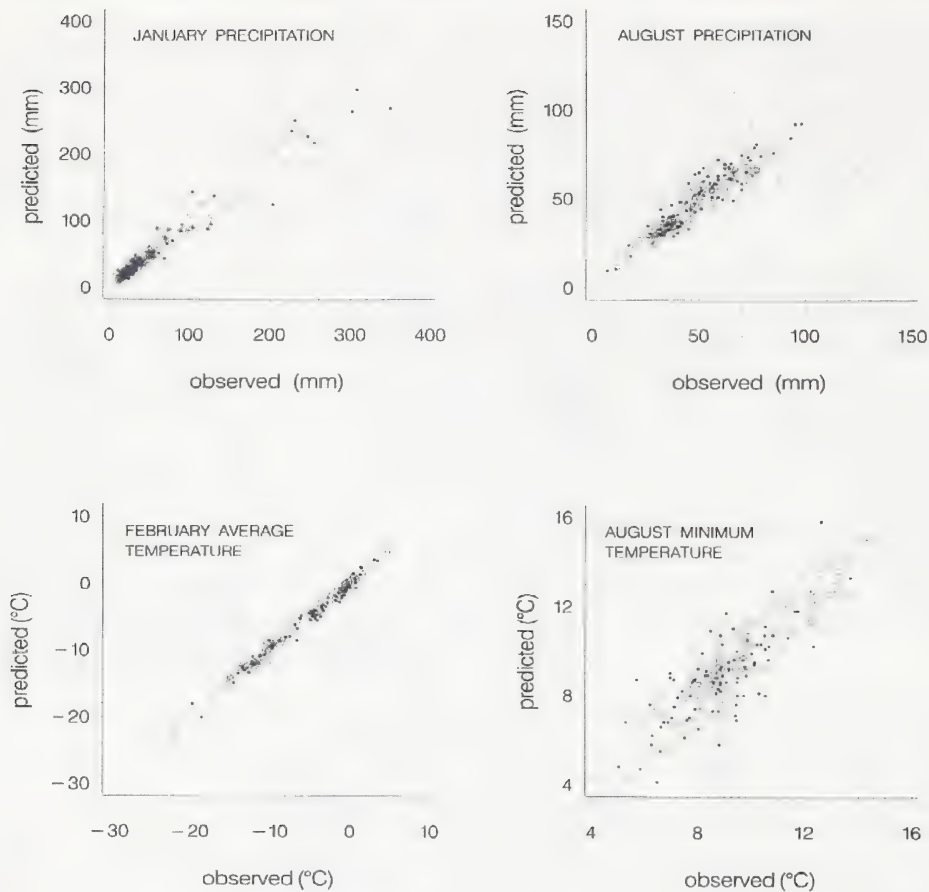 JANUARY PRECIPITATION
400
300
200
100
0
predicted (mm)
0 100 200 300 400
observed (mm)
AUGUST PRECIPITATION
150
100
50
0
predicted (mm)
0 50 100 150
observed (mm)
FEBRUARY AVERAGE
TEMPERATURE
10
0
−10
−20
−30
predicted (°C)
−30 −20 −10 0 10
observed (°C)
AUGUST MINIMUM
TEMPERATURE
16
12
8
4
predicted (°C)
4 8 12 16
observed (°C)